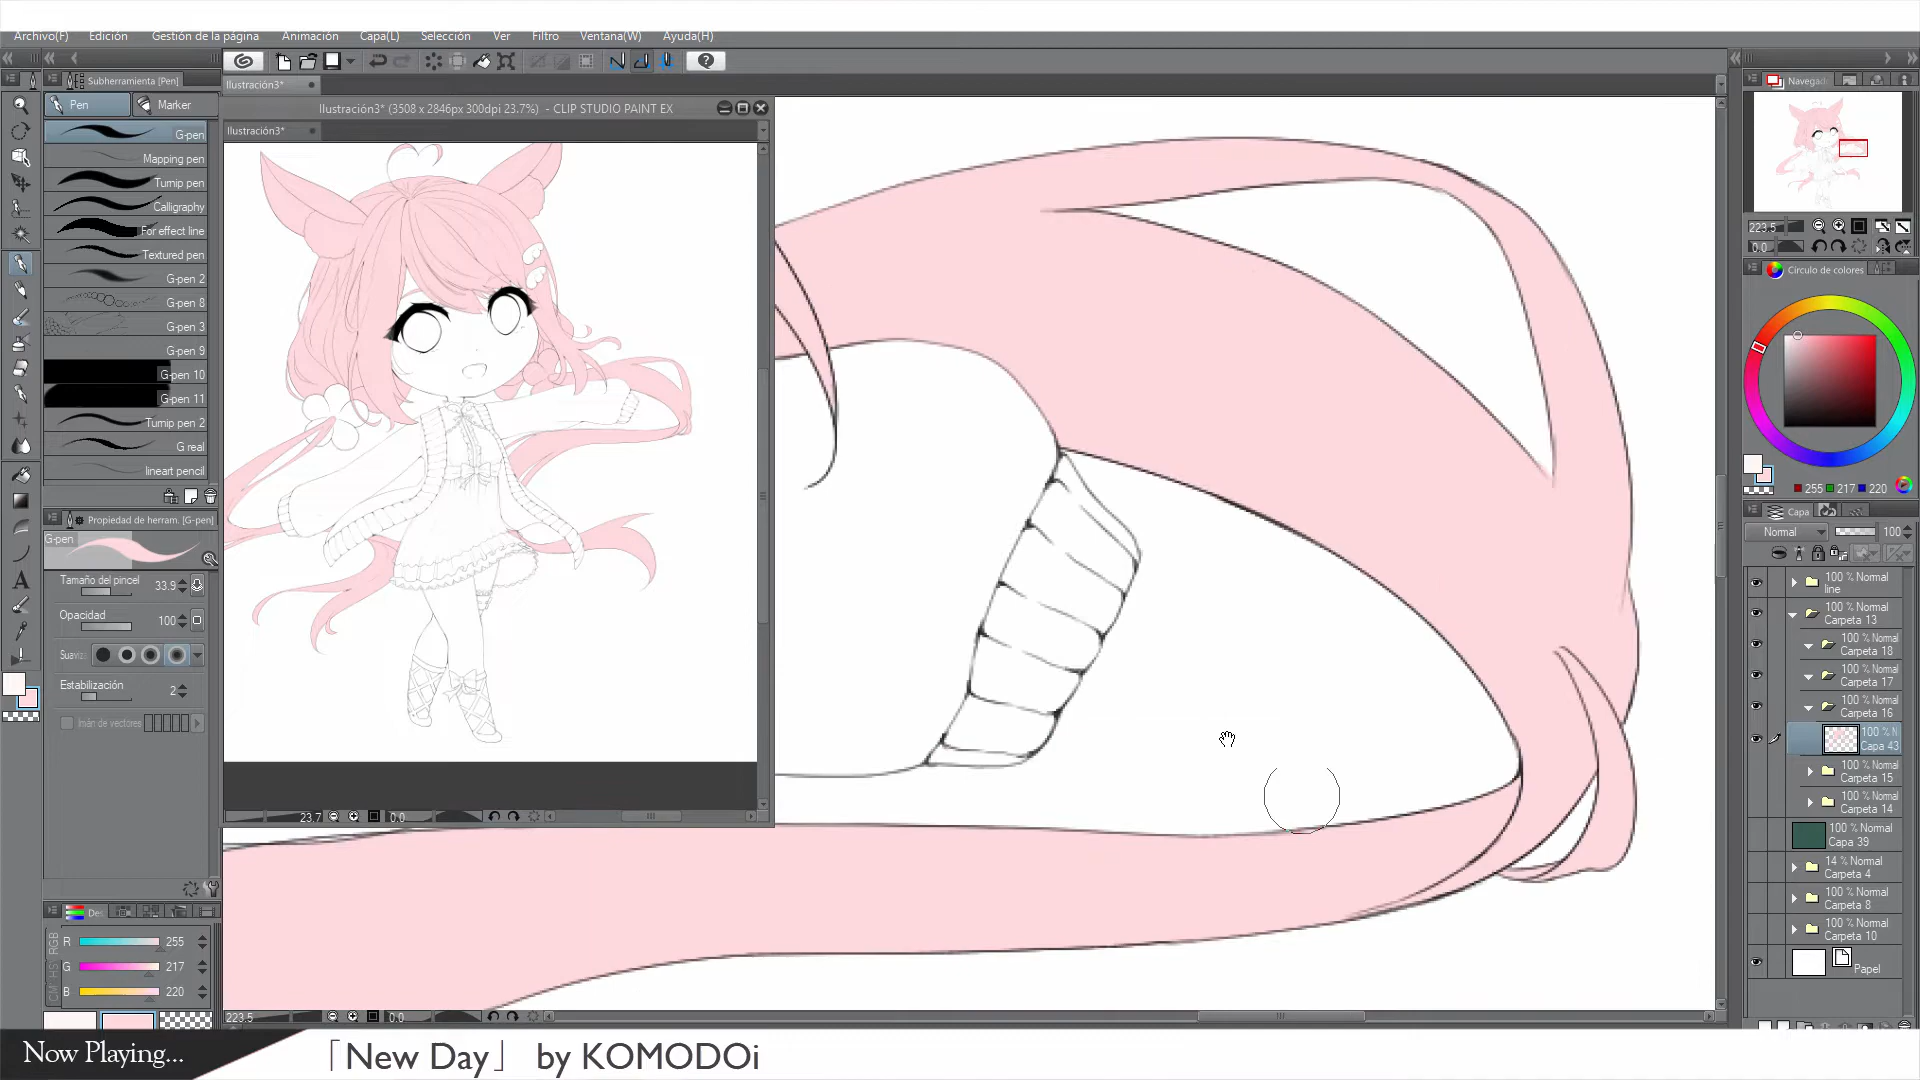 Archivo(F) Edición Gestión de la página Animación Capa(L) Selección Ver Filtro Ventana(W) Ayuda(H)
Subherramienta [Pen]
Pen Marker
G-pen
Mapping pen
Turnip pen
Calligraphy
For effect line
Textured pen
G-pen 2
G-pen 8
G-pen 3
G-pen 9
G-pen 10
G-pen 11
Turnip pen 2
G real
lineart pencil
Propiedad de herram. [G-pen]
G-pen
Tamaño del pincel 33.9
Opacidad 100
Suaviz
Estabilización 2
Imán de vectores
R 255
G 217
B 220
Ilustración3*
Ilustración3* (3508 x 2846px 300dpi 23.7%) - CLIP STUDIO PAINT EX
Ilustración3*
23.7 0.0
223.5 0.0
Navegad
223.5
0.0
Círculo de colores
255 217 220
Capa
Normal 100
100 % Normal
line
100 % Normal
Carpeta 13
100 % Normal
Carpeta 18
100 % Normal
Carpeta 17
100 % Normal
Carpeta 16
100 % N
Capa 43
100 % Normal
Carpeta 15
100 % Normal
Carpeta 14
100 % Normal
Capa 39
14 % Normal
Carpeta 4
100 % Normal
Carpeta 8
100 % Normal
Carpeta 10
Papel
Now Playing... 「New Day」 by KOMODOi